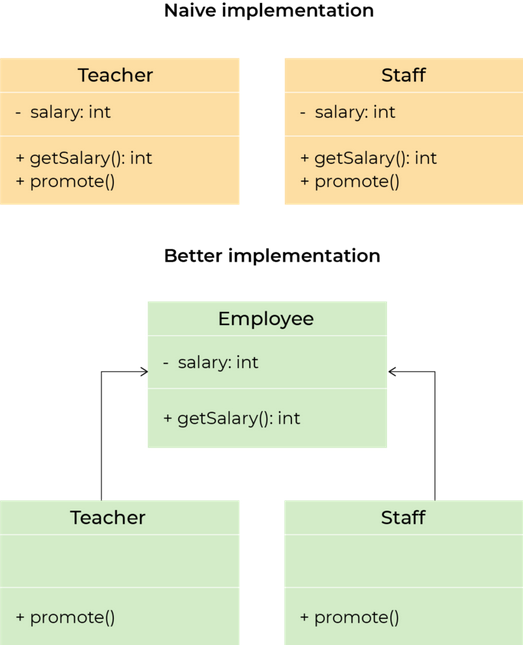 Naive implementation
Teacher
- salary: int
+ getSalary(): int
+ promote()
Staff
- salary: int
+ getSalary(): int
+ promote()
Better implementation
Employee
- salary: int
+ getSalary(): int
Teacher
+ promote()
Staff
+ promote()